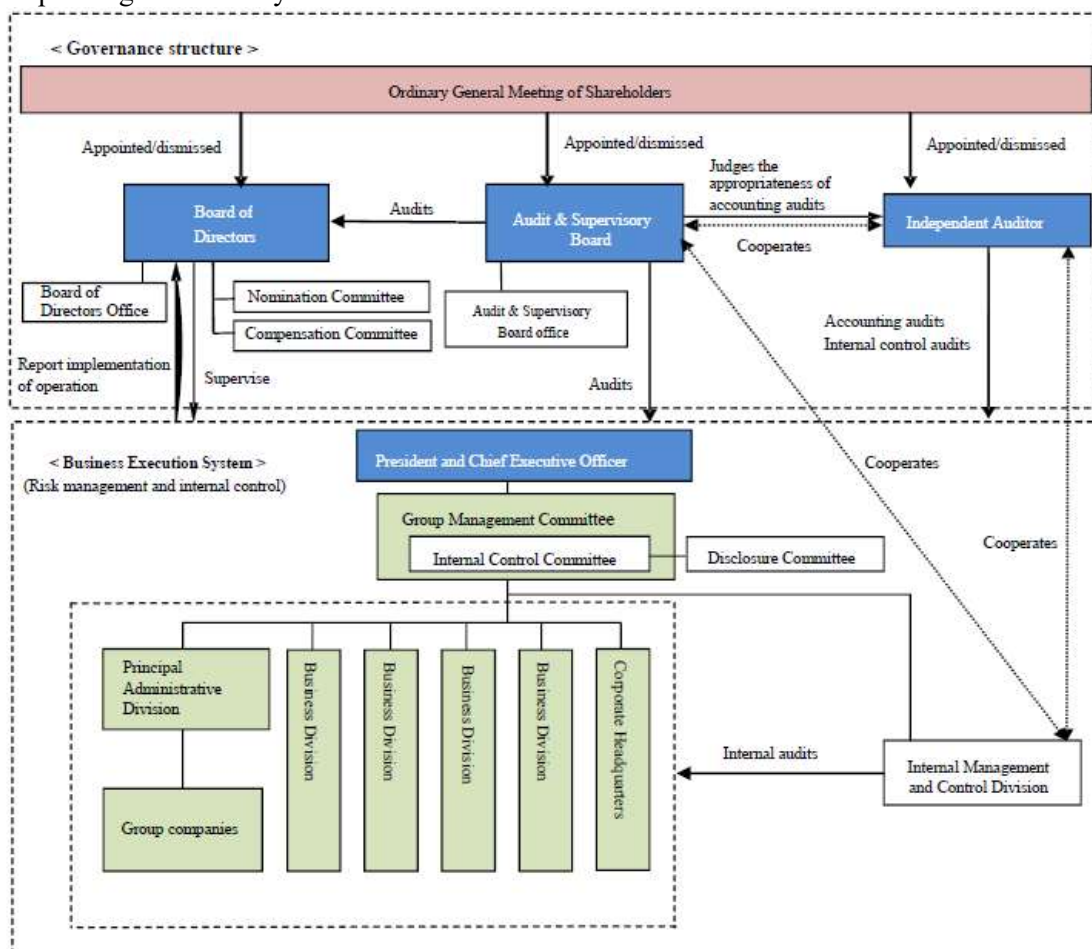 < Governance structure >
Ordinary General Meeting of Shareholders
Appointed/dismissed
Appointed/dismissed
Appointed/dismissed
Judges the
appropriateness of
accounting audits
Board of
Directors
Audits
Audit & Supervisory
Board
Cooperates
Independent Auditor
Board of
Directors Office
Nomination Committee
Compensation Committee
Audit & Supervisory
Board office
Accounting audits
Internal control audits
Report implementation
of operation
Supervise
Audits
< Business Execution System >
(Risk management and internal control)
President and Chief Executive Officer
Cooperates
Group Management Committee
Internal Control Committee
Disclosure Committee
Cooperates
Principal
Administrative
Division
Business Division
Business Division
Business Division
Business Division
Corporate Headquarters
Internal audits
Internal Management
and Control Division
Group companies